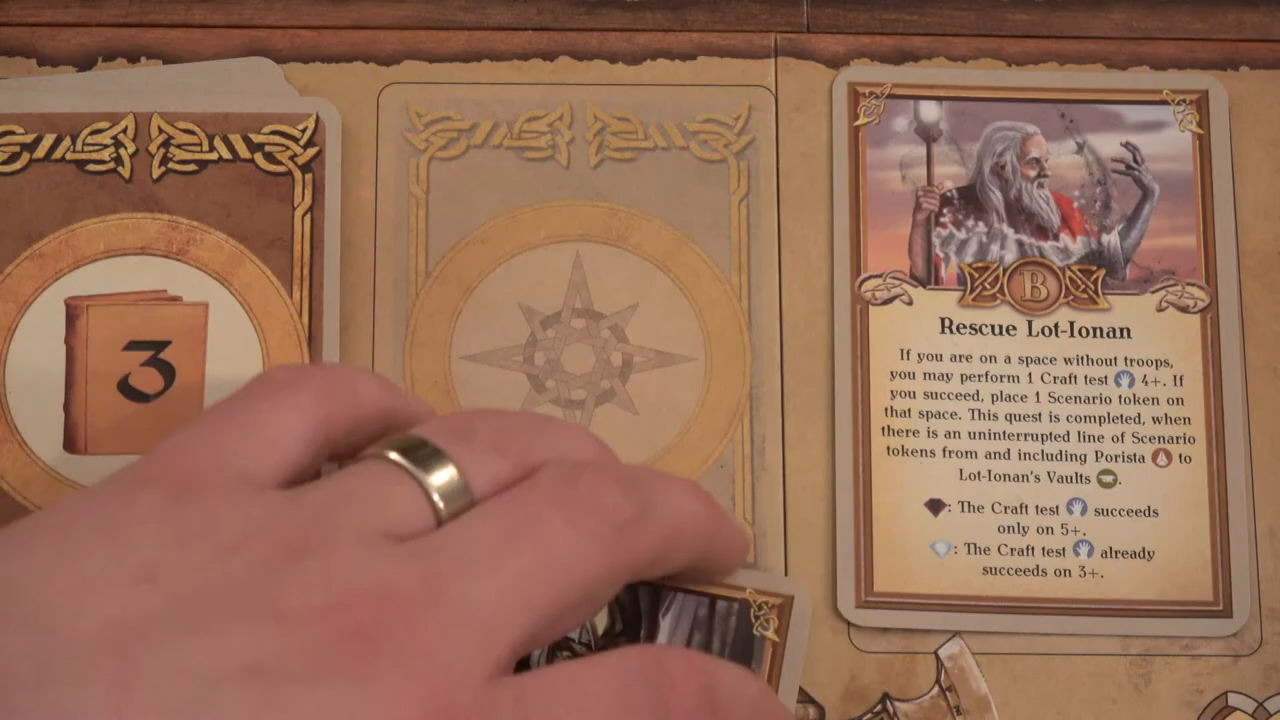 3
B
Rescue Lot-Ionan
If you are on a space without troops,
you may perform 1 Craft test 4+. If
you succeed, place 1 Scenario token on
that space. This quest is completed, when
there is an uninterrupted line of Scenario
tokens from and including Porista to
Lot-Ionan's Vaults .
: The Craft test succeeds
only on 5+.
: The Craft test already
succeeds on 3+.